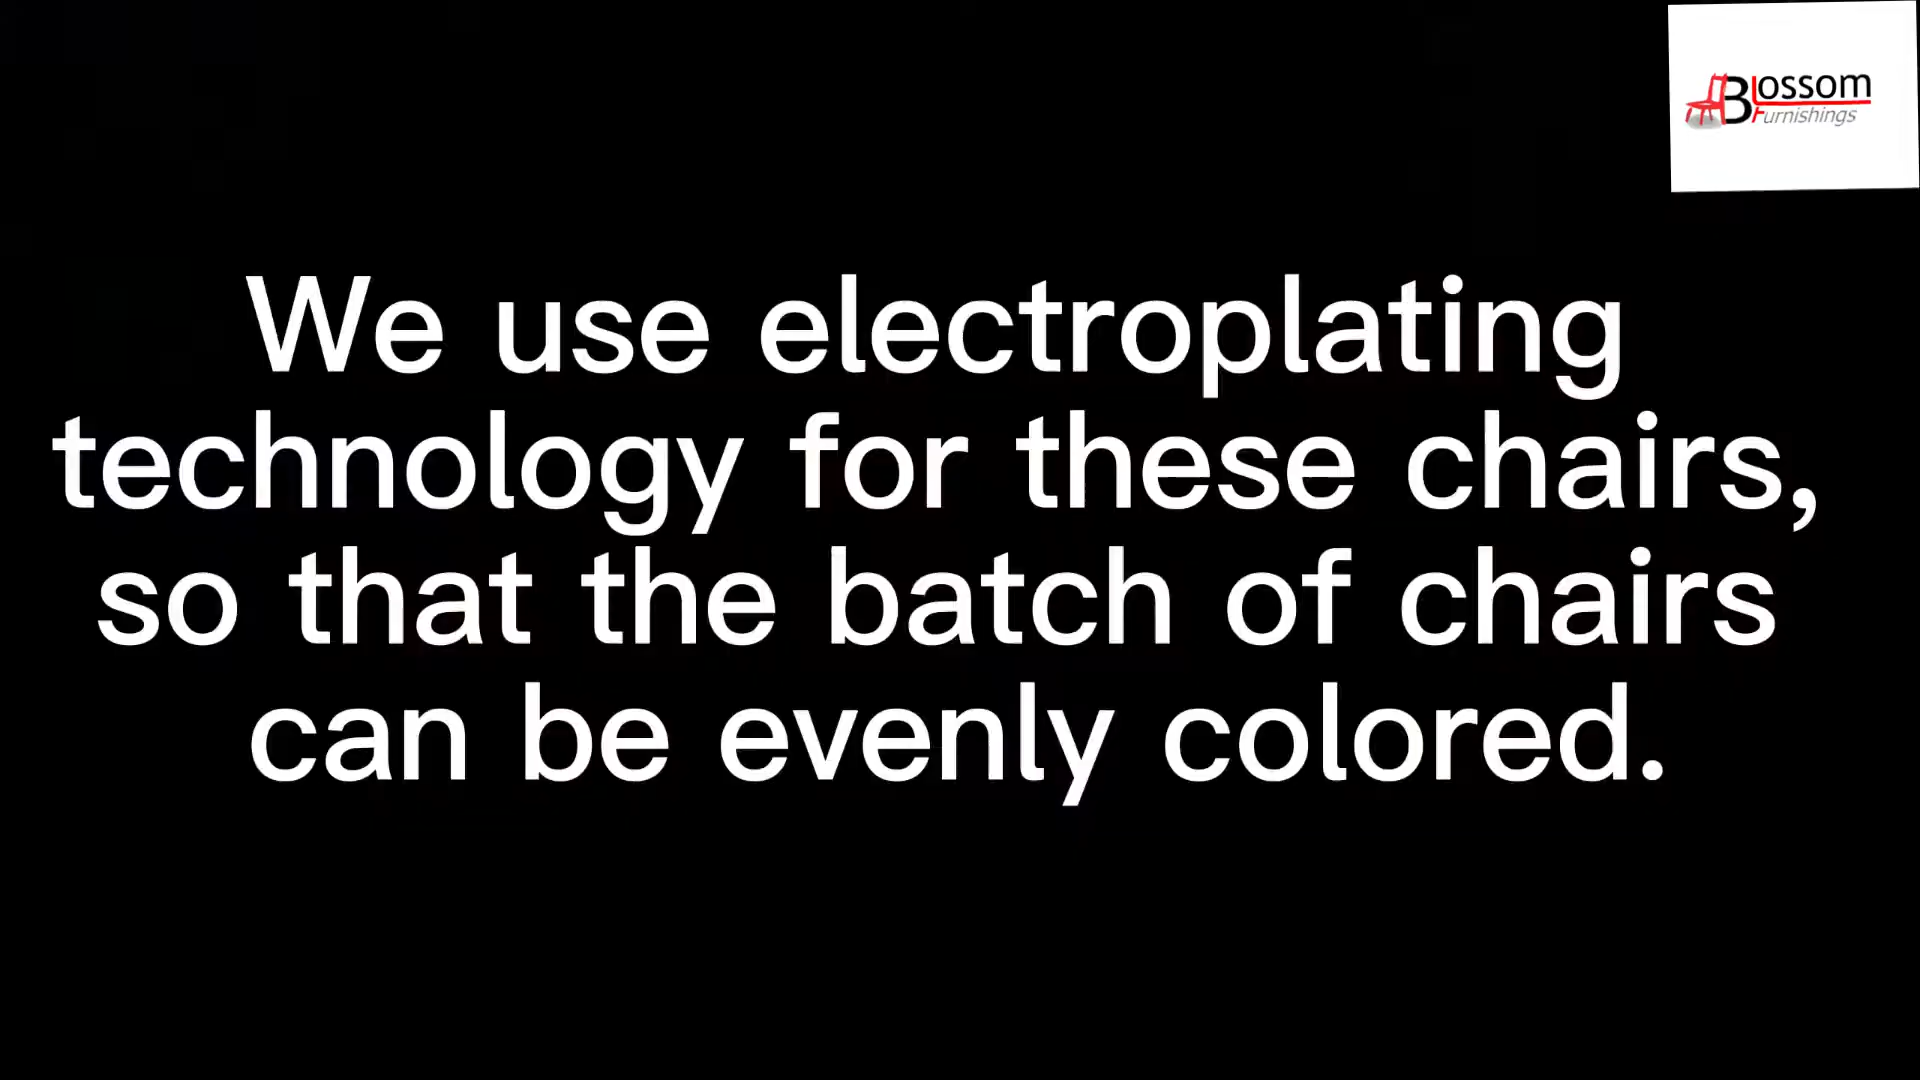 Blossom
Furnishings
We use electroplating
technology for these chairs,
so that the batch of chairs
can be evenly colored.